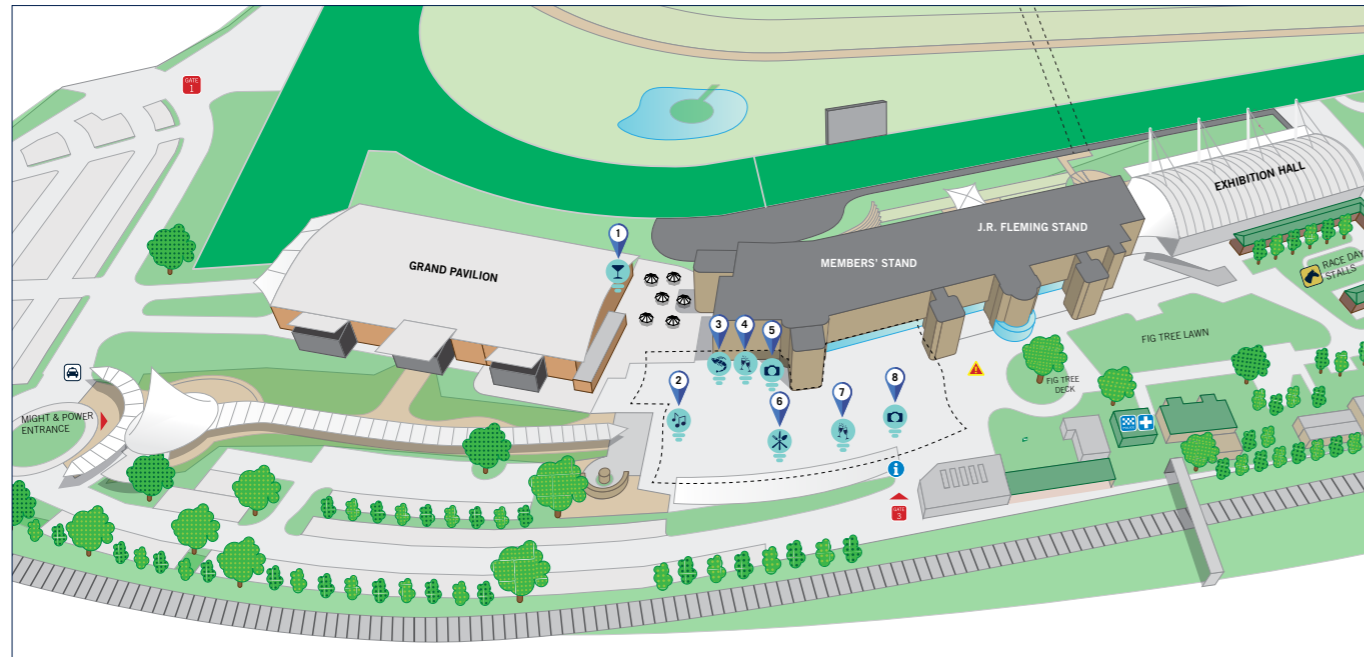 GATE
1
EXHIBITION HALL
J.R. FLEMING STAND
MEMBERS' STAND
GRAND PAVILION
RACE DAY
STALLS
1
3
4
5
FIG TREE LAWN
2
6
7
8
FIG TREE
DECK
MIGHT & POWER
ENTRANCE
i
GATE
3